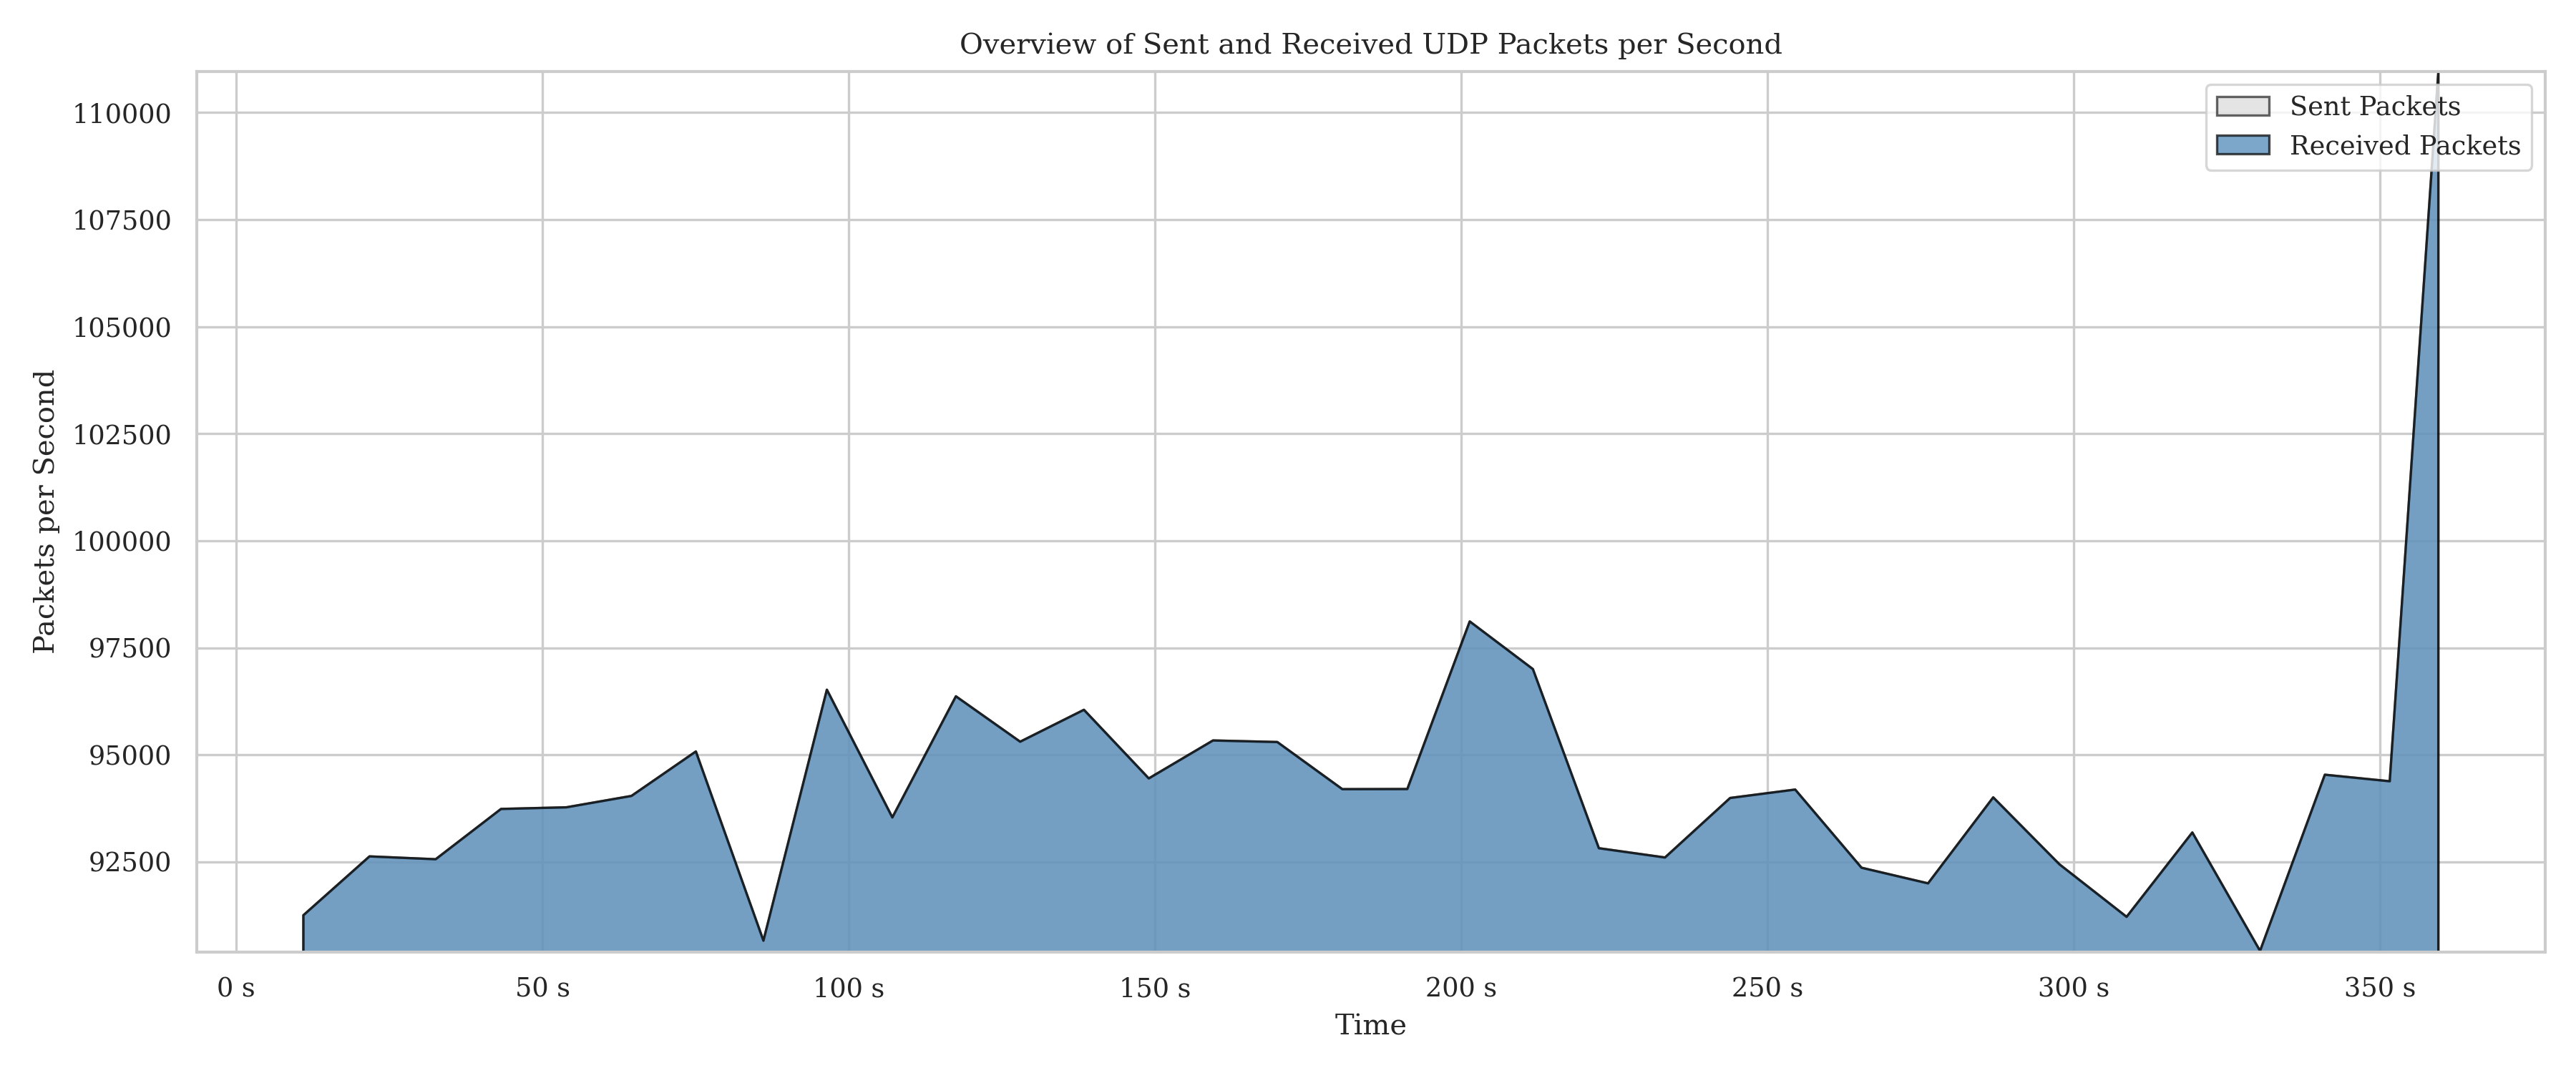 Overview of Sent and Received UDP Packets per Second
Sent Packets
Received Packets
Packets per Second
110000
107500
105000
102500
100000
97500
95000
92500
0 s 50 s 100 s 150 s 200 s 250 s 300 s 350 s
Time